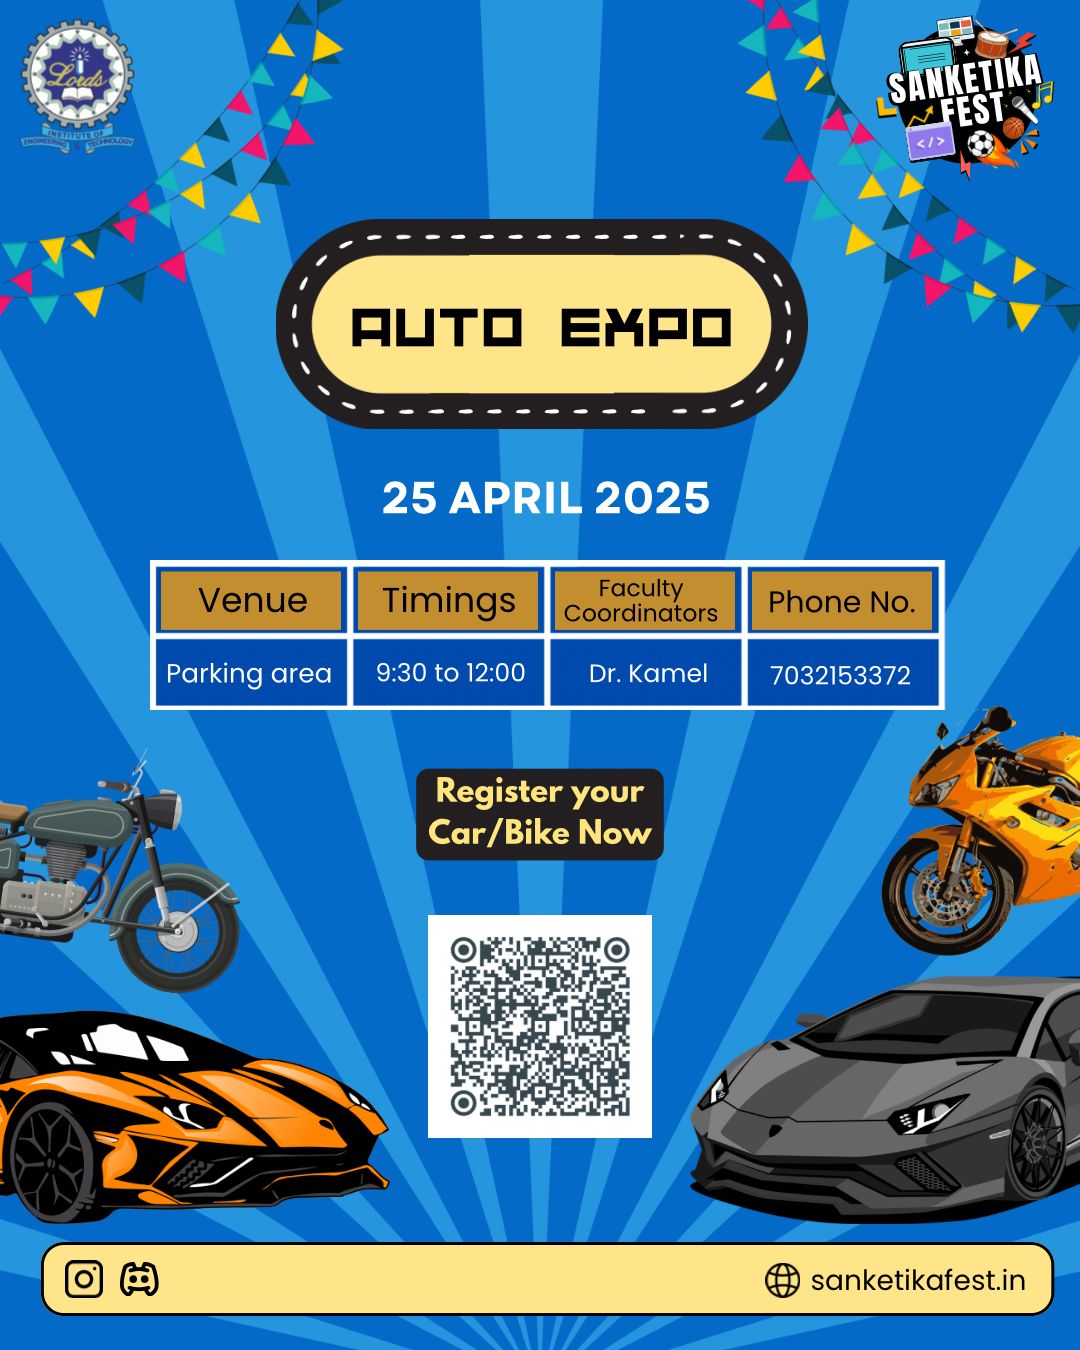 Lords
INSTITUTE OF
ENGINEERING & TECHNOLOGY
SANKETIKA
FEST
</>
AUTO EXPO
25 APRIL 2025
Venue
Timings
Faculty
Coordinators
Phone No.
Parking area
9:30 to 12:00
Dr. Kamel
7032153372
Register your
Car/Bike Now
sanketikafest.in